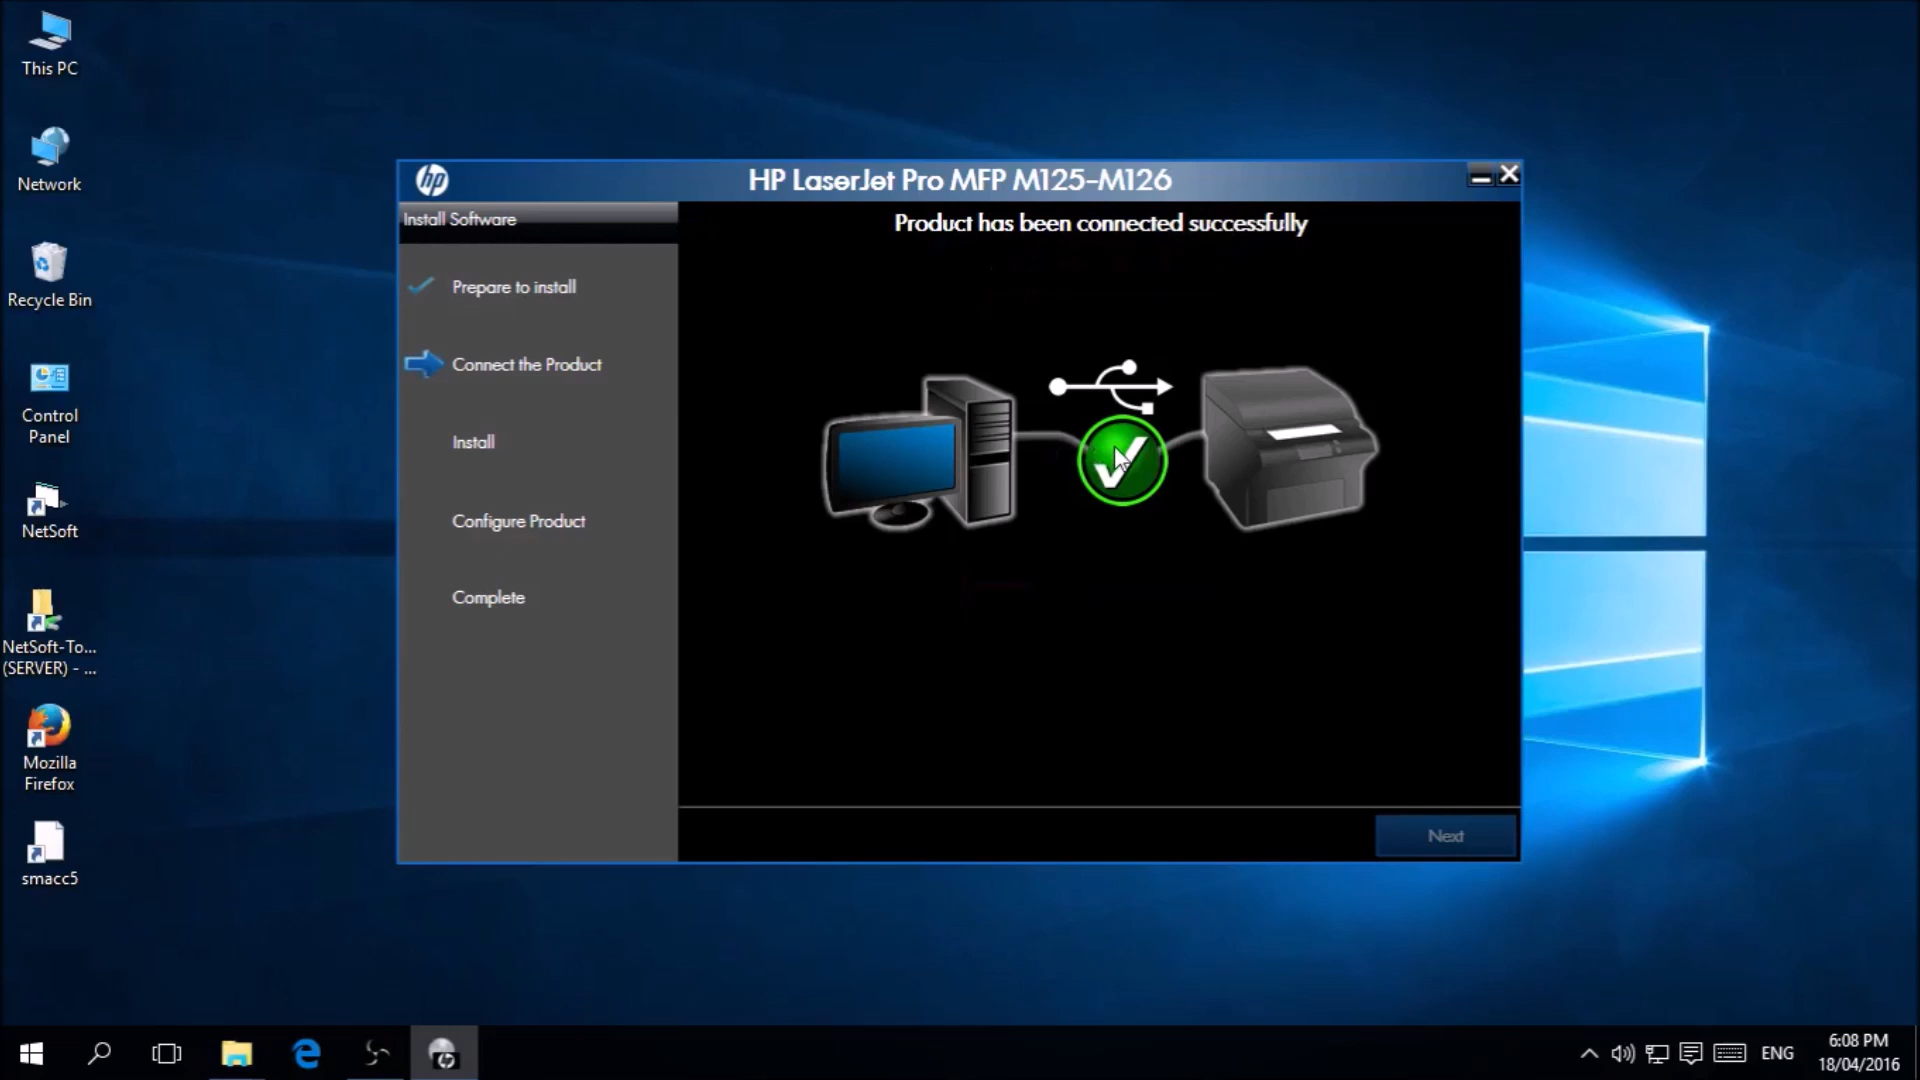 This PC
Network
Recycle Bin
Control
Panel
NetSoft
NetSoft-To...
(SERVER) - ...
Mozilla
Firefox
smacc5
hp
HP LaserJet Pro MFP M125-M126
Install Software
Prepare to install
Connect the Product
Install
Configure Product
Complete
Product has been connected successfully
Next
ENG
6:08 PM
18/04/2016